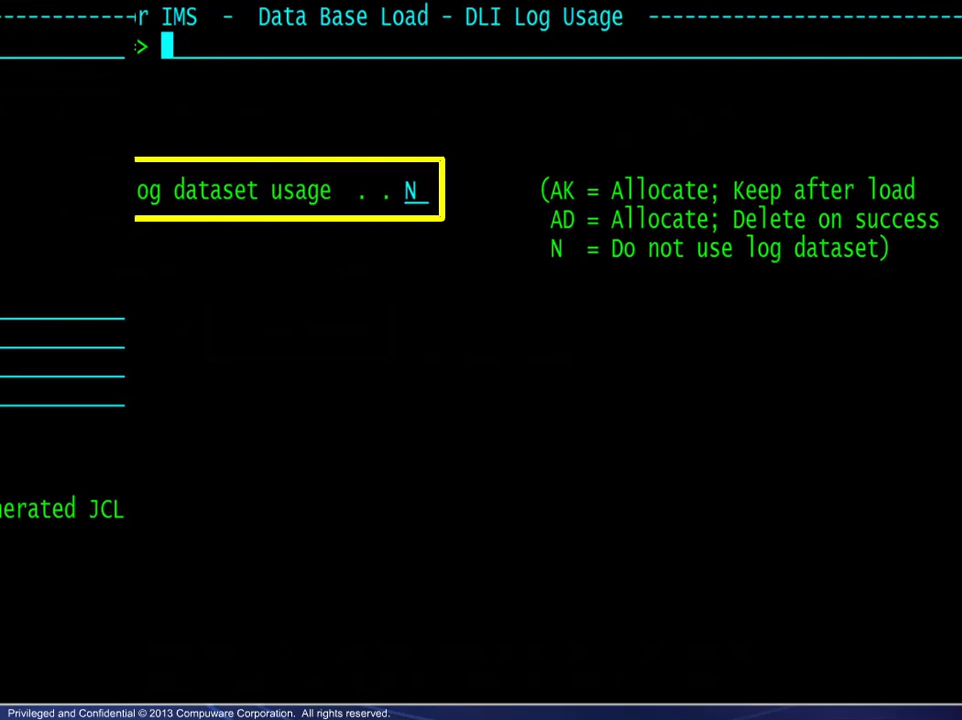 r IMS - Data Base Load - DLI Log Usage
>
og dataset usage . . N (AK = Allocate; Keep after load
AD = Allocate; Delete on success
N = Do not use log dataset)
nerated JCL
Privileged and Confidential © 2013 Compuware Corporation. All rights reserved.